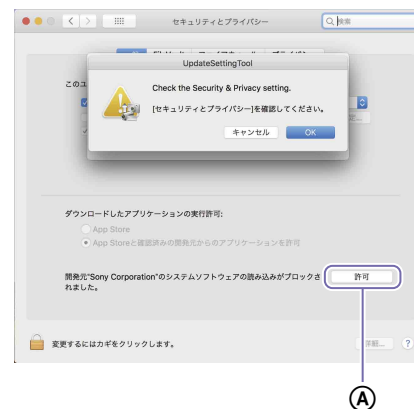 セキュリティとプライバシー
検索
UpdateSettingTool
Check the Security & Privacy setting.
[セキュリティとプライバシー]を確認してください。
キャンセル
OK
このユ
ダウンロードしたアプリケーションの実行許可:
App Store
App Storeと確認済みの開発元からのアプリケーションを許可
開発元"Sony Corporation"のシステムソフトウェアの読み込みがブロックさ
れました。
許可
変更するにはカギをクリックします。
詳細...
?
A